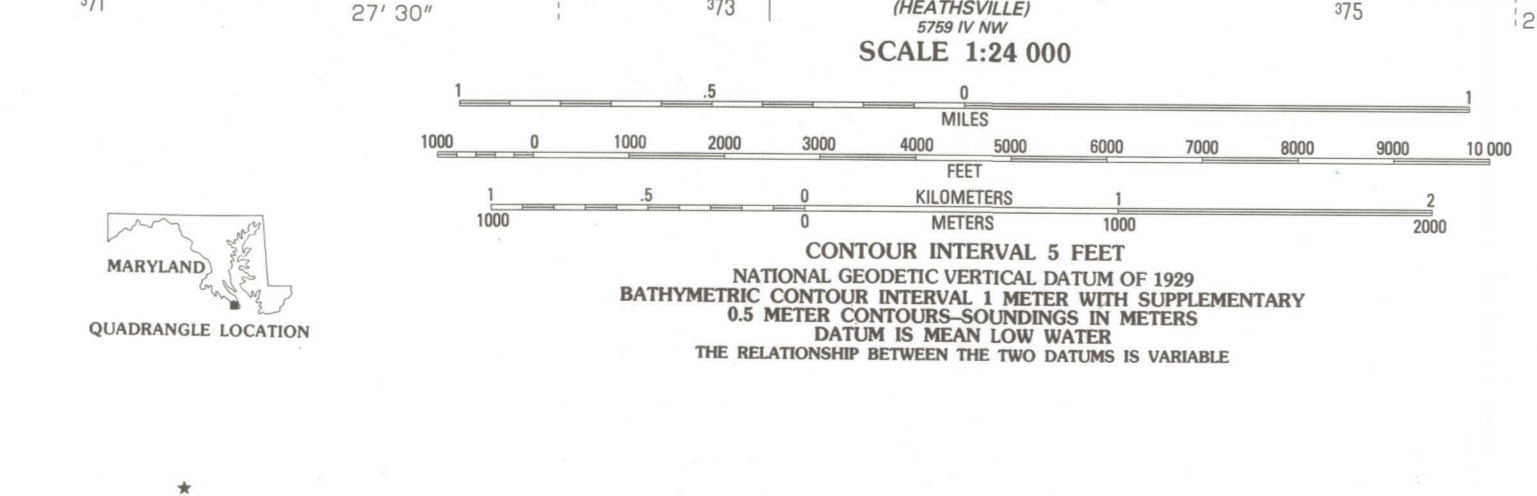 ³71 27' 30" ³73 (HEATHSVILLE) ³75 2
5759 IV NW
SCALE 1:24 000
1 .5 0 1
MILES
1000 0 1000 2000 3000 4000 5000 6000 7000 8000 9000 10 000
FEET
1 .5 0 KILOMETERS 1 2
1000 0 METERS 1000 2000
CONTOUR INTERVAL 5 FEET
NATIONAL GEODETIC VERTICAL DATUM OF 1929
BATHYMETRIC CONTOUR INTERVAL 1 METER WITH SUPPLEMENTARY
0.5 METER CONTOURS–SOUNDINGS IN METERS
DATUM IS MEAN LOW WATER
THE RELATIONSHIP BETWEEN THE TWO DATUMS IS VARIABLE
MARYLAND
QUADRANGLE LOCATION